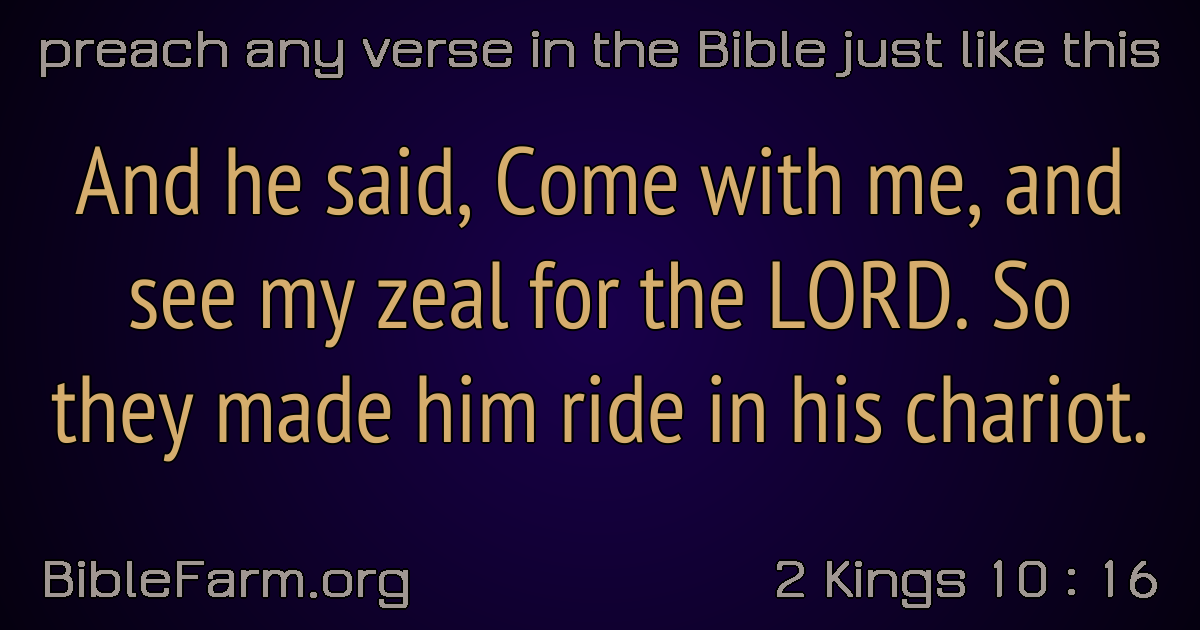 preach any verse in the Bible just like this
And he said, Come with me, and
see my zeal for the LORD. So
they made him ride in his chariot.
BibleFarm.org
2 Kings 10 : 16